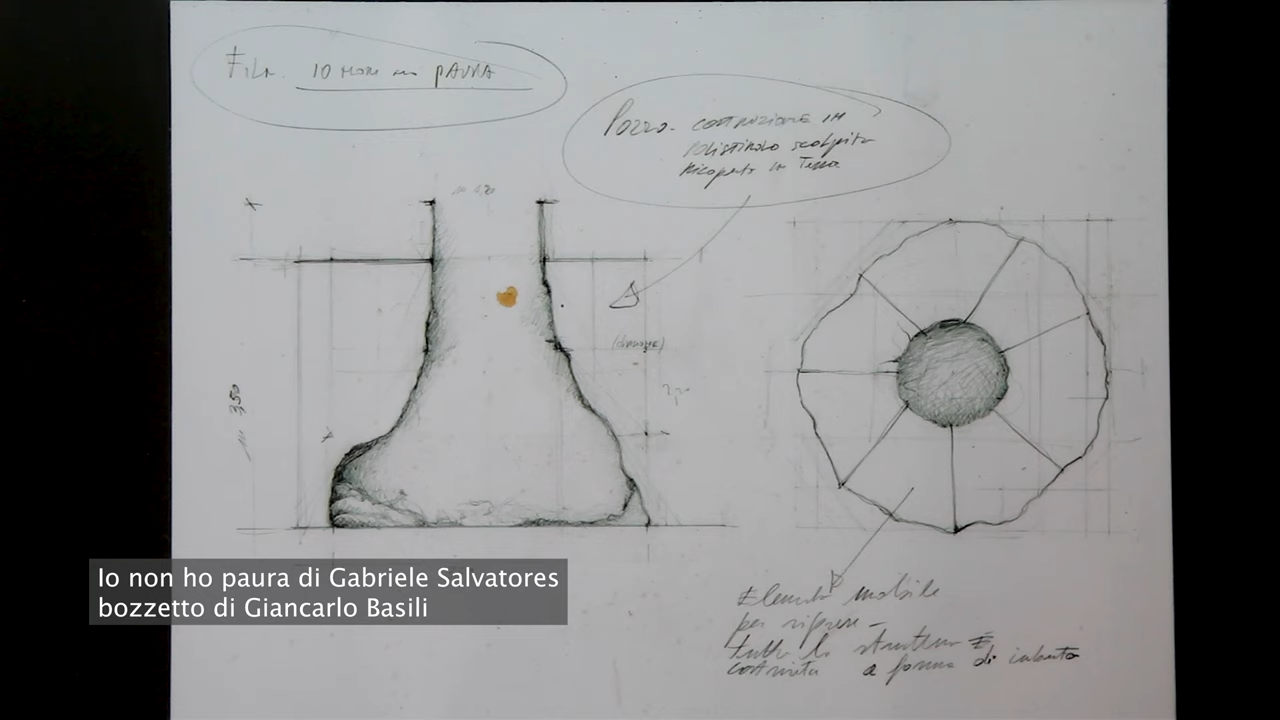 Film. IO NON HO PAURA
Pozzo. COSTRUZIONE IN
POLISTIROLO scolpito
Ricoperto in Terra
350
Elemento mobile
per riprese -
tutta la struttura È
costruita a forma di imbuto
Io non ho paura di Gabriele Salvatores
bozzetto di Giancarlo Basili